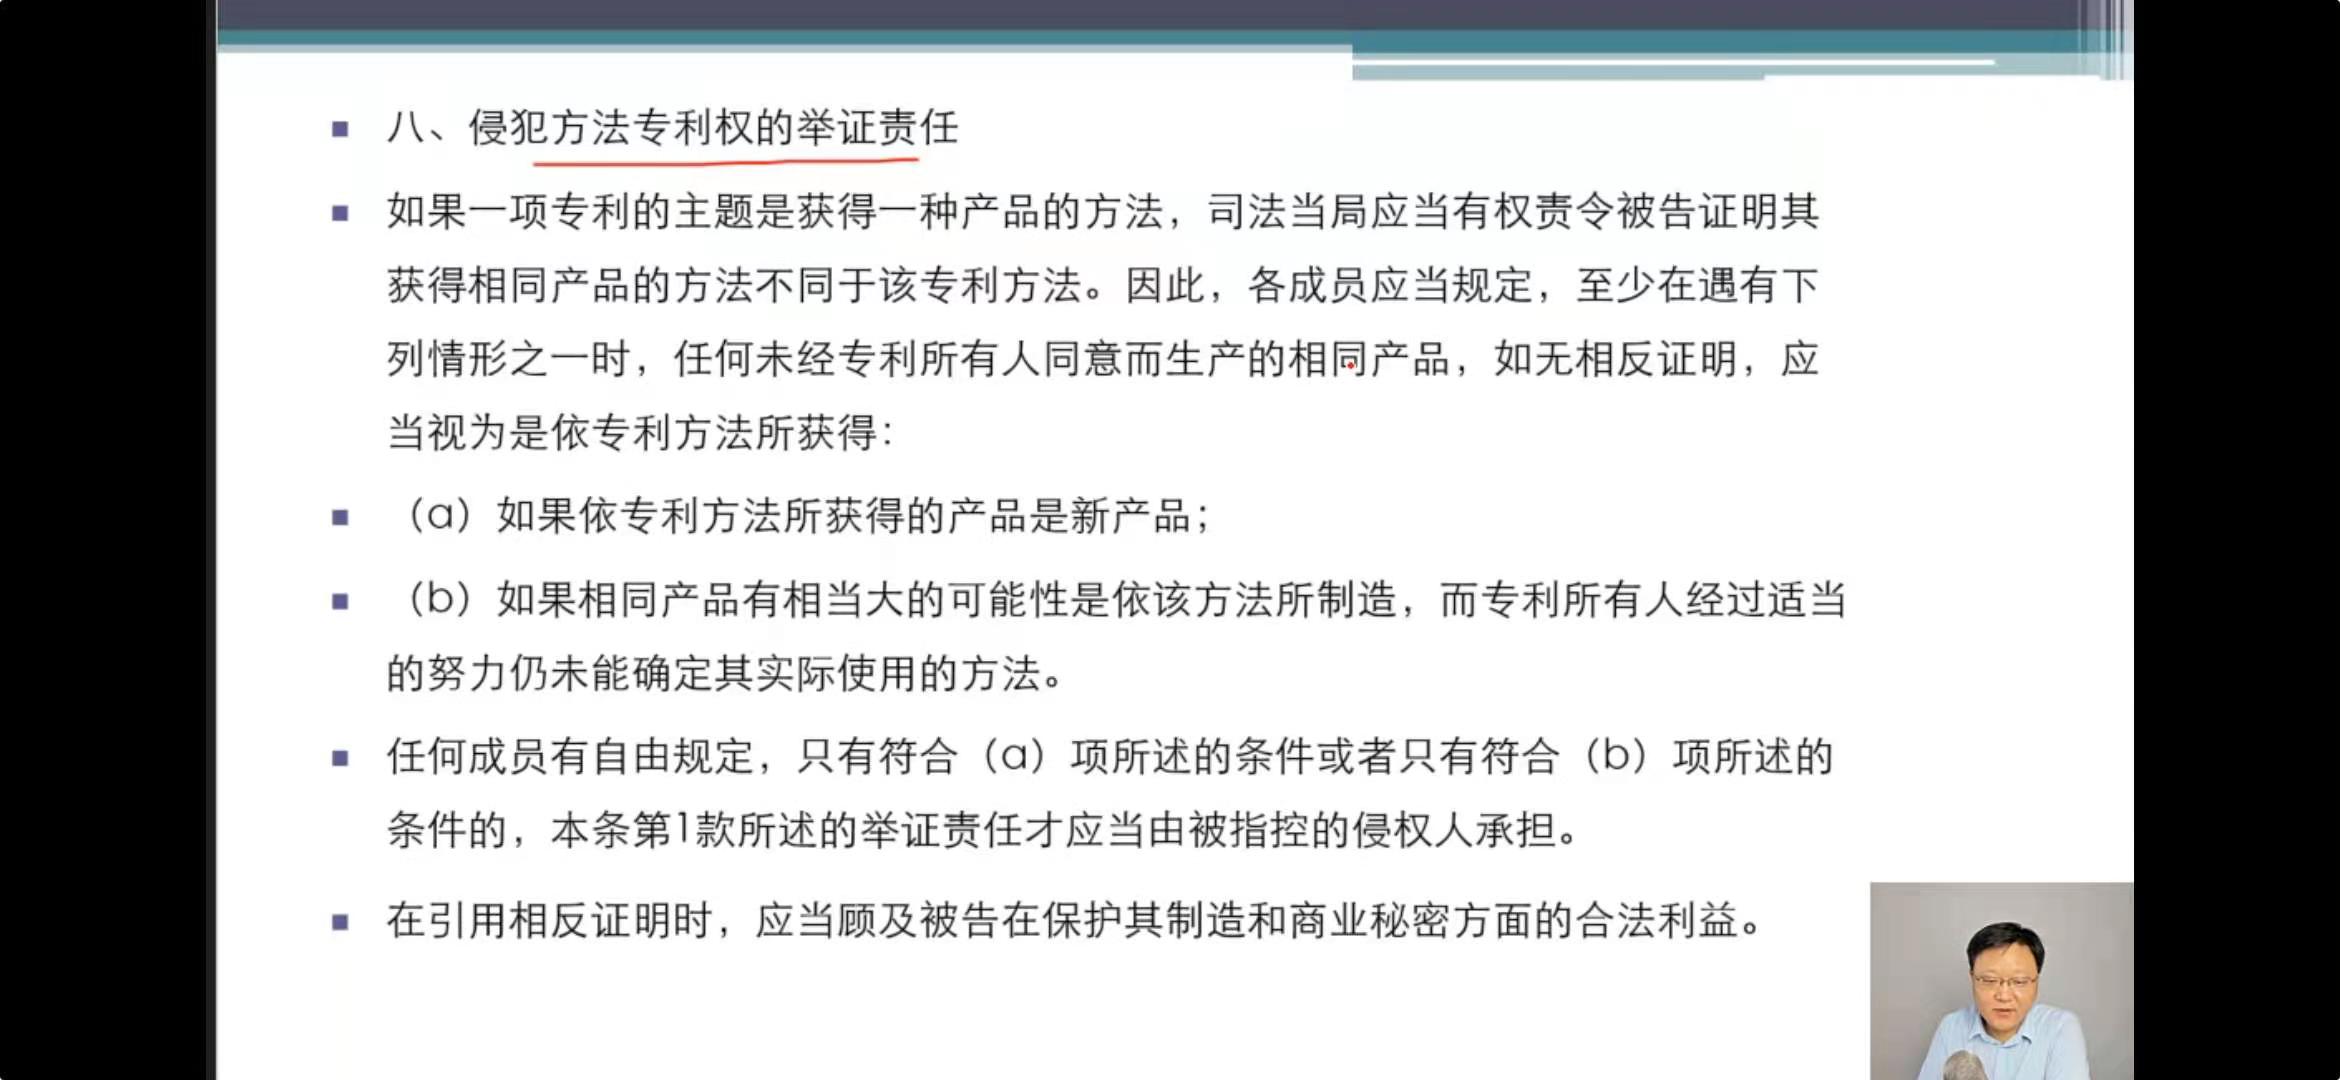 八、侵犯方法专利权的举证责任
如果一项专利的主题是获得一种产品的方法，司法当局应当有权责令被告证明其
获得相同产品的方法不同于该专利方法。因此，各成员应当规定，至少在遇有下
列情形之一时，任何未经专利所有人同意而生产的相同产品，如无相反证明，应
当视为是依专利方法所获得：
（a）如果依专利方法所获得的产品是新产品；
（b）如果相同产品有相当大的可能性是依该方法所制造，而专利所有人经过适当
的努力仍未能确定其实际使用的方法。
任何成员有自由规定，只有符合（a）项所述的条件或者只有符合（b）项所述的
条件的，本条第1款所述的举证责任才应当由被指控的侵权人承担。
在引用相反证明时，应当顾及被告在保护其制造和商业秘密方面的合法利益。